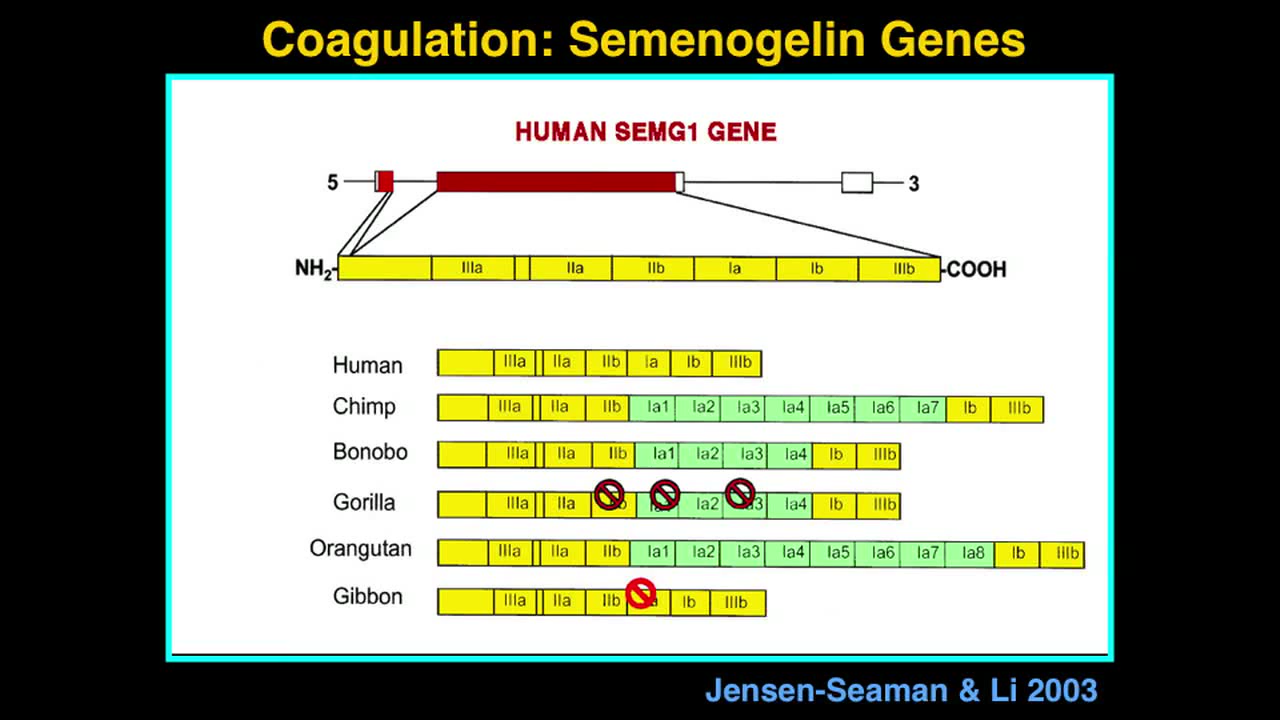 Coagulation: Semenogelin Genes
HUMAN SEMG1 GENE
5 3
NH2- IIIa IIa IIb Ia Ib IIIb -COOH
Human IIIa IIa IIb Ia Ib IIIb
Chimp IIIa IIa IIb Ia1 Ia2 Ia3 Ia4 Ia5 Ia6 Ia7 Ib IIIb
Bonobo IIIa IIa IIb Ia1 Ia2 Ia3 Ia4 Ib IIIb
Gorilla IIIa IIa Ia2 Ia4 Ib IIIb
Orangutan IIIa IIa IIb Ia1 Ia2 Ia3 Ia4 Ia5 Ia6 Ia7 Ia8 Ib IIIb
Gibbon IIIa IIa IIb Ib IIIb
Jensen-Seaman & Li 2003